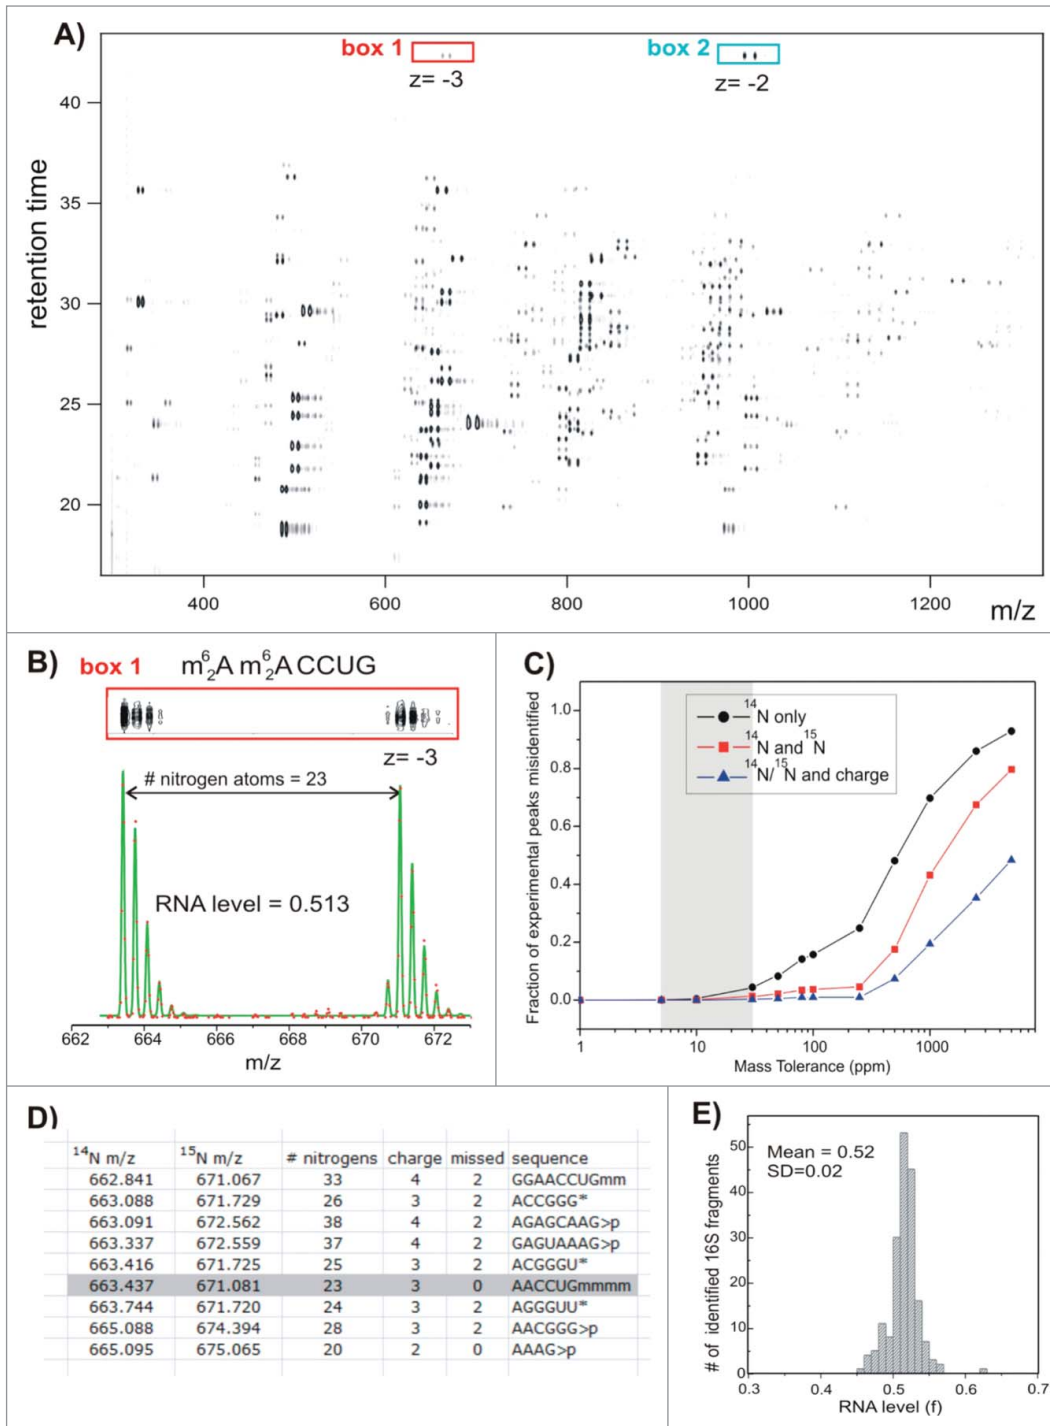 A)
box 1
box 2
z= -3
z= -2
retention time
40
35
30
25
20
400
600
800
1000
1200
m/z
B)
box 1 m⁶₂A m⁶₂A CCUG
z= -3
# nitrogen atoms = 23
RNA level = 0.513
662
664
666
668
670
672
m/z
C)
¹⁴N only
¹⁴N and ¹⁵N
¹⁴N/ ¹⁵N and charge
Fraction of experimental peaks misidentified
1.0
0.8
0.6
0.4
0.2
0.0
1
10
100
1000
Mass Tolerance (ppm)
D)
¹⁴N m/z ¹⁵N m/z # nitrogens charge missed sequence
662.841 671.067 33 4 2 GGAACCUGmm
663.088 671.729 26 3 2 ACCGGG*
663.091 672.562 38 4 2 AGAGCAAG>p
663.337 672.559 37 4 2 GAGUAAAG>p
663.416 671.725 25 3 2 ACGGGU*
663.437 671.081 23 3 0 AACCUGmmmm
663.744 671.720 24 3 2 AGGGUU*
665.088 674.394 28 3 2 AACGGG>p
665.095 675.065 20 2 0 AAAG>p
E)
Mean = 0.52
SD=0.02
# of identified 16S fragments
50
40
30
20
10
0
0.3
0.4
0.5
0.6
0.7
RNA level (f)